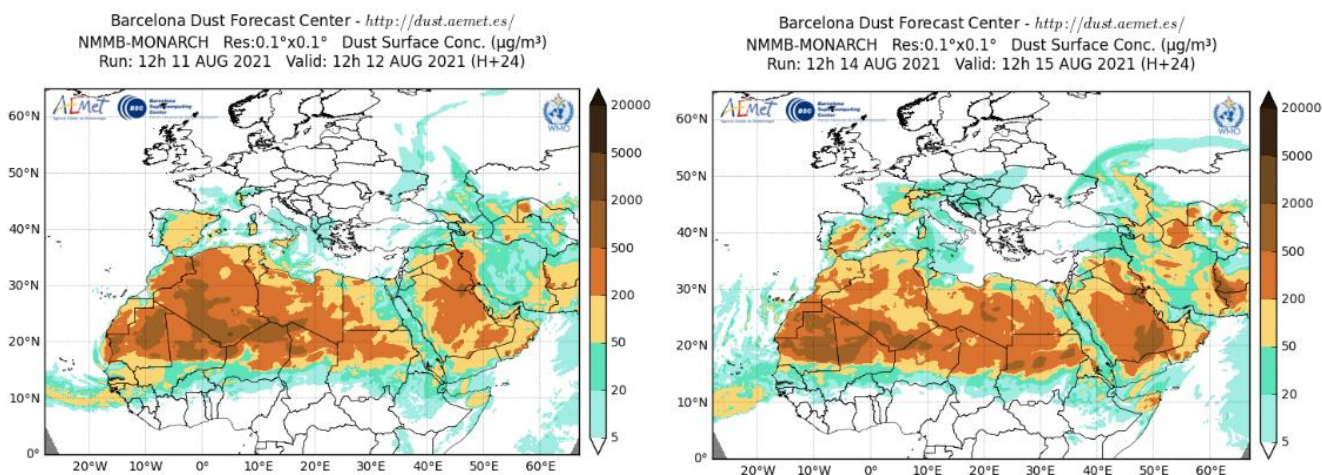 Barcelona Dust Forecast Center - http://dust.aemet.es/
NMMB-MONARCH Res:0.1°x0.1° Dust Surface Conc. (µg/m³)
Run: 12h 11 AUG 2021 Valid: 12h 12 AUG 2021 (H+24)
AEMet
BSC
Barcelona
Supercomputing
Center
WMO
60°N
50°N
40°N
30°N
20°N
10°N
0°
20°W 10°W 0° 10°E 20°E 30°E 40°E 50°E 60°E
20000
5000
2000
500
200
50
20
5
Barcelona Dust Forecast Center - http://dust.aemet.es/
NMMB-MONARCH Res:0.1°x0.1° Dust Surface Conc. (µg/m³)
Run: 12h 14 AUG 2021 Valid: 12h 15 AUG 2021 (H+24)
AEMet
BSC
Barcelona
Supercomputing
Center
WMO
60°N
50°N
40°N
30°N
20°N
10°N
0°
20°W 10°W 0° 10°E 20°E 30°E 40°E 50°E 60°E
20000
5000
2000
500
200
50
20
5